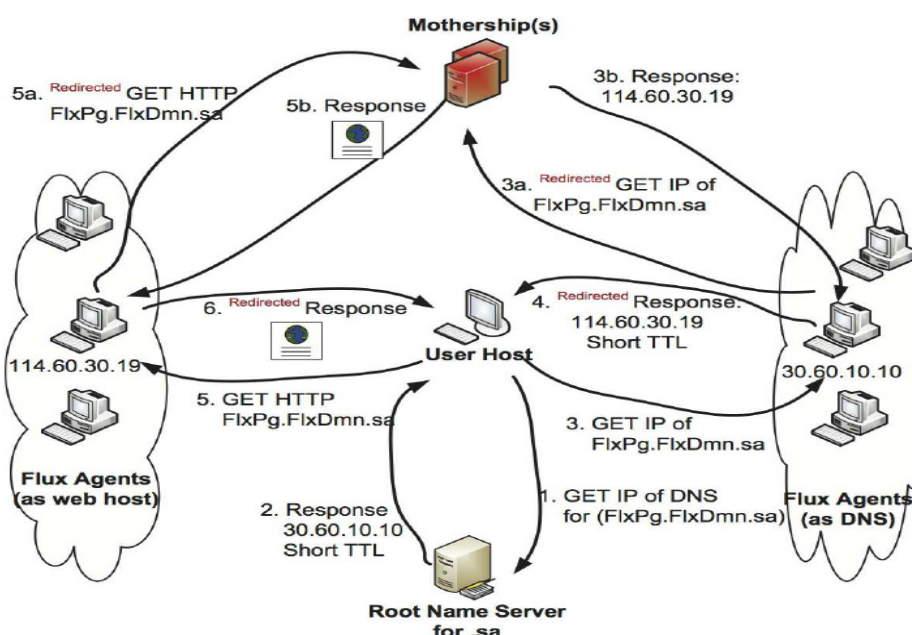 Mothership(s)
5a. Redirected GET HTTP
FlxPg.FlxDmn.sa
5b. Response
3b. Response:
114.60.30.19
3a. Redirected GET IP of
FlxPg.FlxDmn.sa
6. Redirected Response
4. Redirected Response:
114.60.30.19
Short TTL
User Host
114.60.30.19
30.60.10.10
5. GET HTTP
FlxPg.FlxDmn.sa
3. GET IP of
FlxPg.FlxDmn.sa
Flux Agents
(as web host)
2. Response
30.60.10.10
Short TTL
1. GET IP of DNS
for (FlxPg.FlxDmn.sa)
Flux Agents
(as DNS)
Root Name Server
for .sa